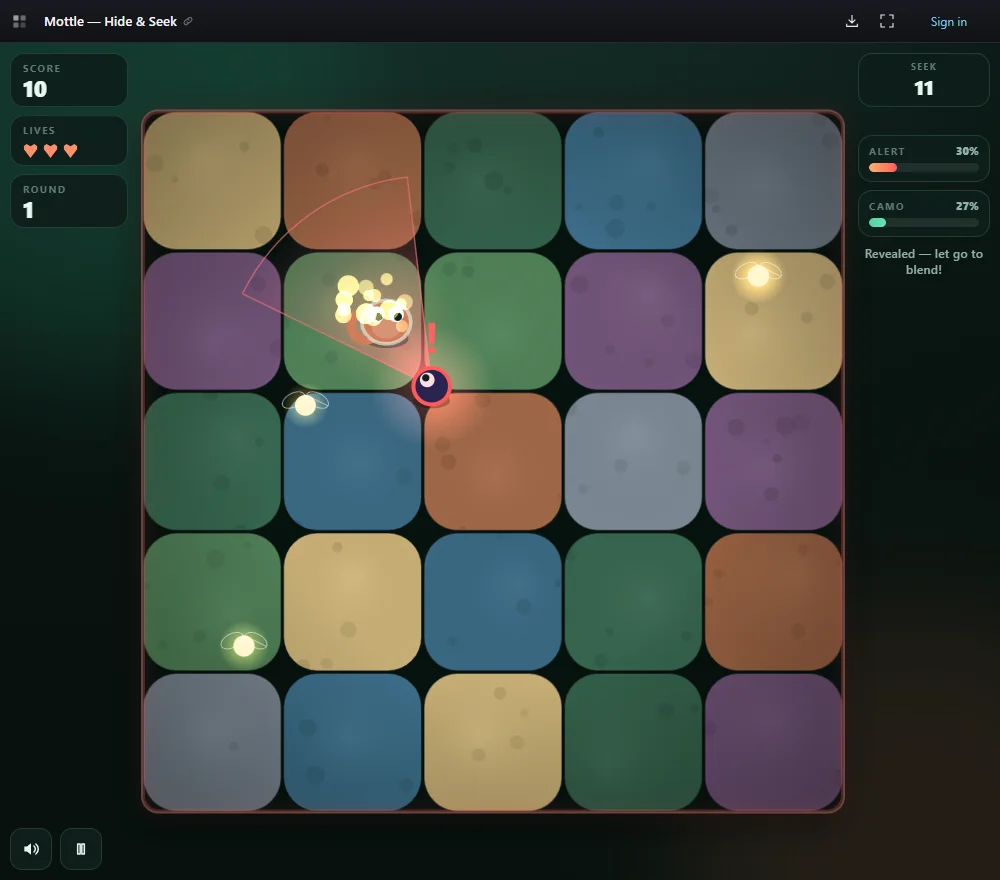 Mottle — Hide & Seek
Sign in
SCORE
10
LIVES
ROUND
1
SEEK
11
ALERT 30%
CAMO 27%
Revealed — let go to
blend!
!